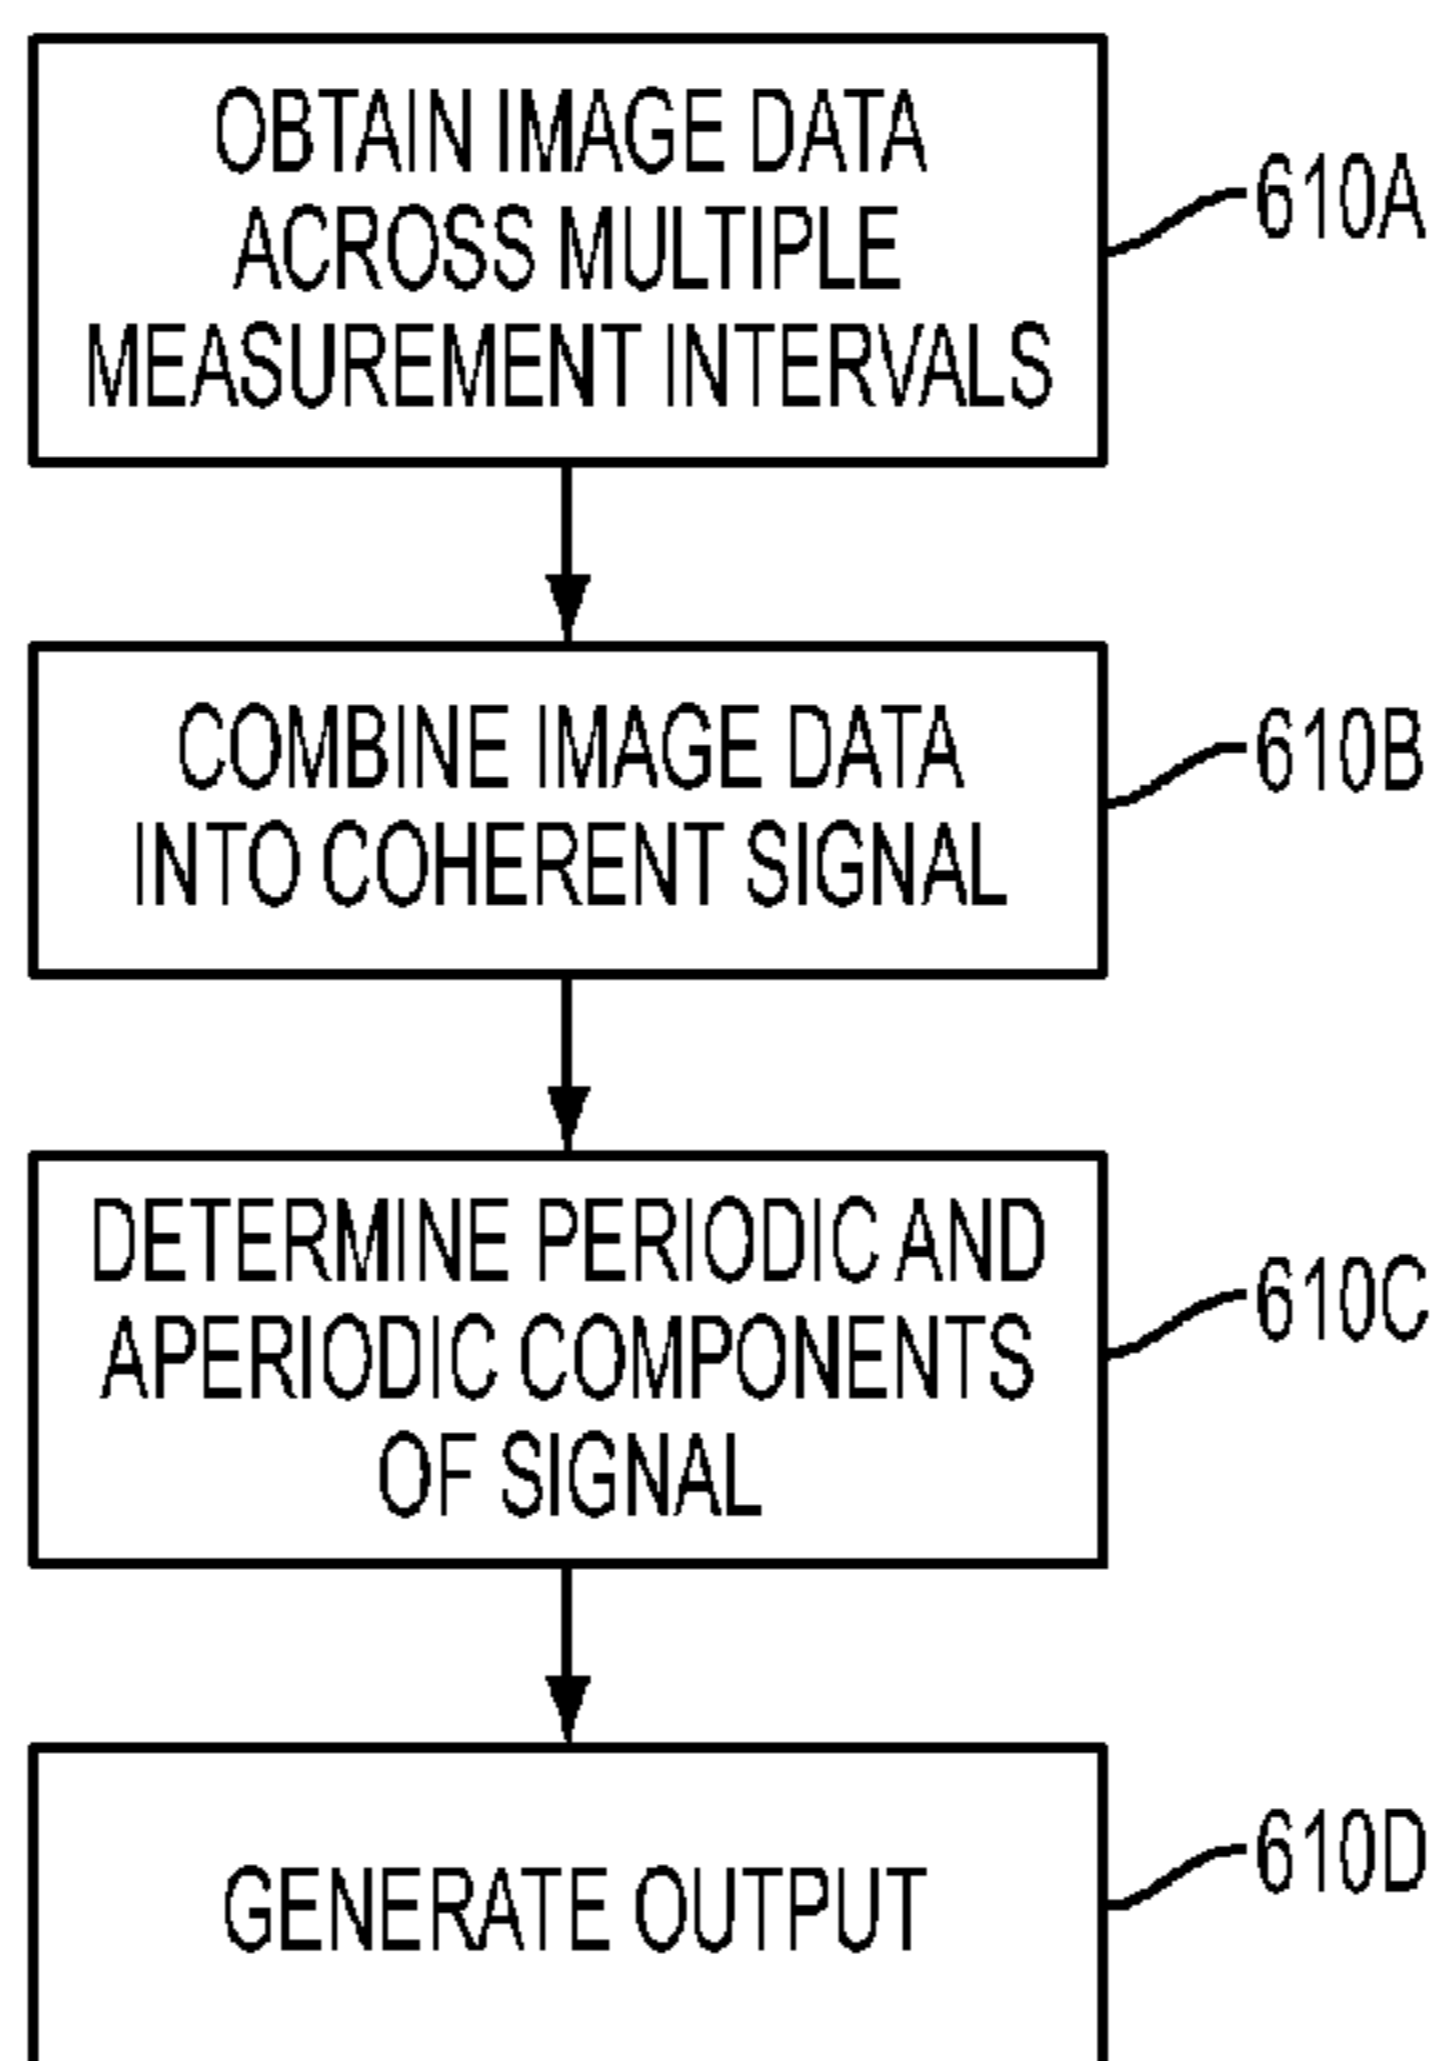 OBTAIN IMAGE DATA
ACROSS MULTIPLE
MEASUREMENT INTERVALS
610A
COMBINE IMAGE DATA
INTO COHERENT SIGNAL
610B
DETERMINE PERIODIC AND
APERIODIC COMPONENTS
OF SIGNAL
610C
GENERATE OUTPUT
610D